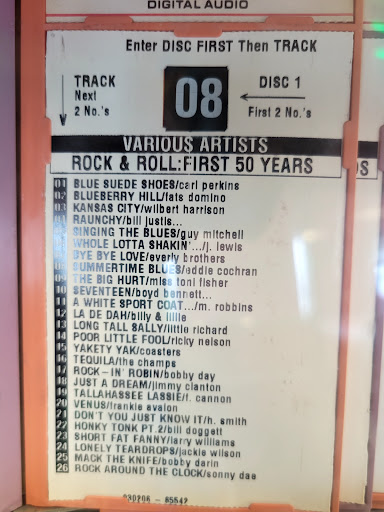 DIGITAL AUDIO
Enter DISC FIRST Then TRACK
TRACK
Next
2 No.'s
08
DISC 1
First 2 No.'s
VARIOUS ARTISTS
ROCK & ROLL:FIRST 50 YEARS
DS
01 BLUE SUEDE SHOES/carl perkins
02 BLUEBERRY HILL/fats domino
03 KANSAS CITY/wilbert harrison
04 RAUNCHY/bill justis...
05 SINGING THE BLUES/guy mitchell
06 WHOLE LOTTA SHAKIN'.../j. lewis
07 BYE BYE LOVE/everly brothers
08 SUMMERTIME BLUES/eddie cochran
09 THE BIG HURT/miss toni fisher
10 SEVENTEEN/boyd bennett...
11 A WHITE SPORT COAT.../m. robbins
12 LA DE DAH/billy & lillie
13 LONG TALL SALLY/little richard
14 POOR LITTLE FOOL/ricky nelson
15 YAKETY YAK/coasters
16 TEQUILA/the champs
17 ROCK-IN' ROBIN/bobby day
18 JUST A DREAM/jimmy clanton
19 TALLAHASSEE LASSIE/f. cannon
20 VENUS/frankie avalon
21 DON'T YOU JUST KNOW IT/h. smith
22 HONKY TONK PT.2/bill doggett
23 SHORT FAT FANNY/larry williams
24 LONELY TEARDROPS/jackie wilson
25 MACK THE KNIFE/bobby darin
26 ROCK AROUND THE CLOCK/sonny dae
030206 - 65542